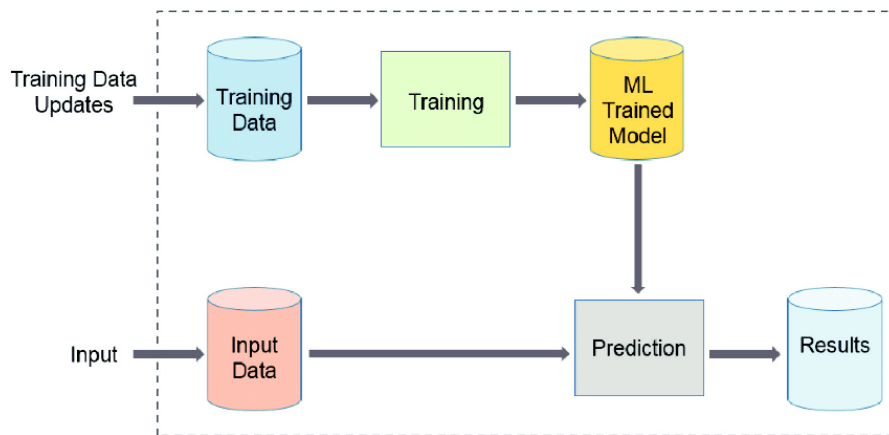 Training Data
Updates
Training
Data
Training
ML
Trained
Model
Input
Input
Data
Prediction
Results